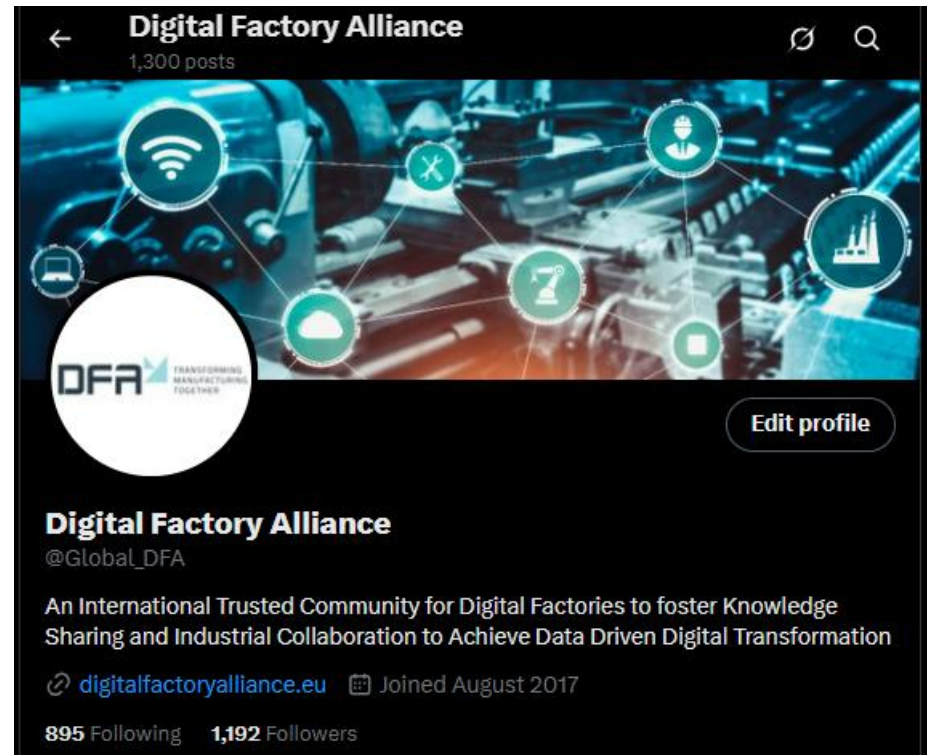 Digital Factory Alliance
1,300 posts
DFA TRANSFORMING
MANUFACTURING
TOGETHER
Edit profile
Digital Factory Alliance
@Global_DFA
An International Trusted Community for Digital Factories to foster Knowledge
Sharing and Industrial Collaboration to Achieve Data Driven Digital Transformation
digitalfactoryalliance.eu Joined August 2017
895 Following 1,192 Followers